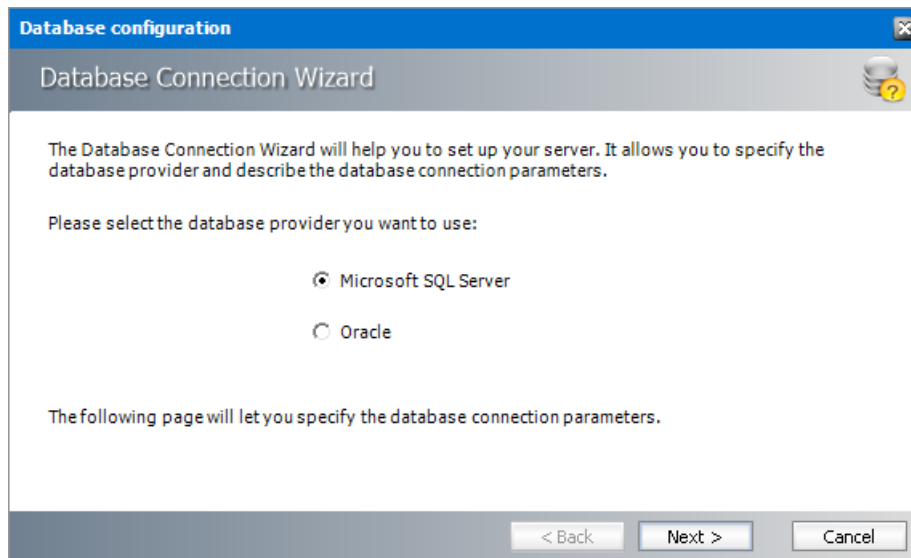 Database configuration
Database Connection Wizard
The Database Connection Wizard will help you to set up your server. It allows you to specify the
database provider and describe the database connection parameters.
Please select the database provider you want to use:
Microsoft SQL Server
Oracle
The following page will let you specify the database connection parameters.
< Back
Next >
Cancel